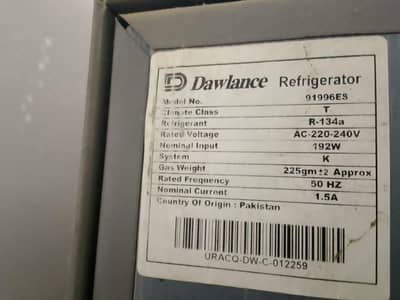 Dawlance Refrigerator
Model No. 91996ES
Climate Class T
Refrigerant R-134a
Rated Voltage AC-220-240V
Nominal Input 192W
System K
Gas Weight 225gm±2 Approx
Rated Frequency 50 HZ
Nominal Current 1.5A
Country Of Origin : Pakistan
URACQ-DW-C-012259